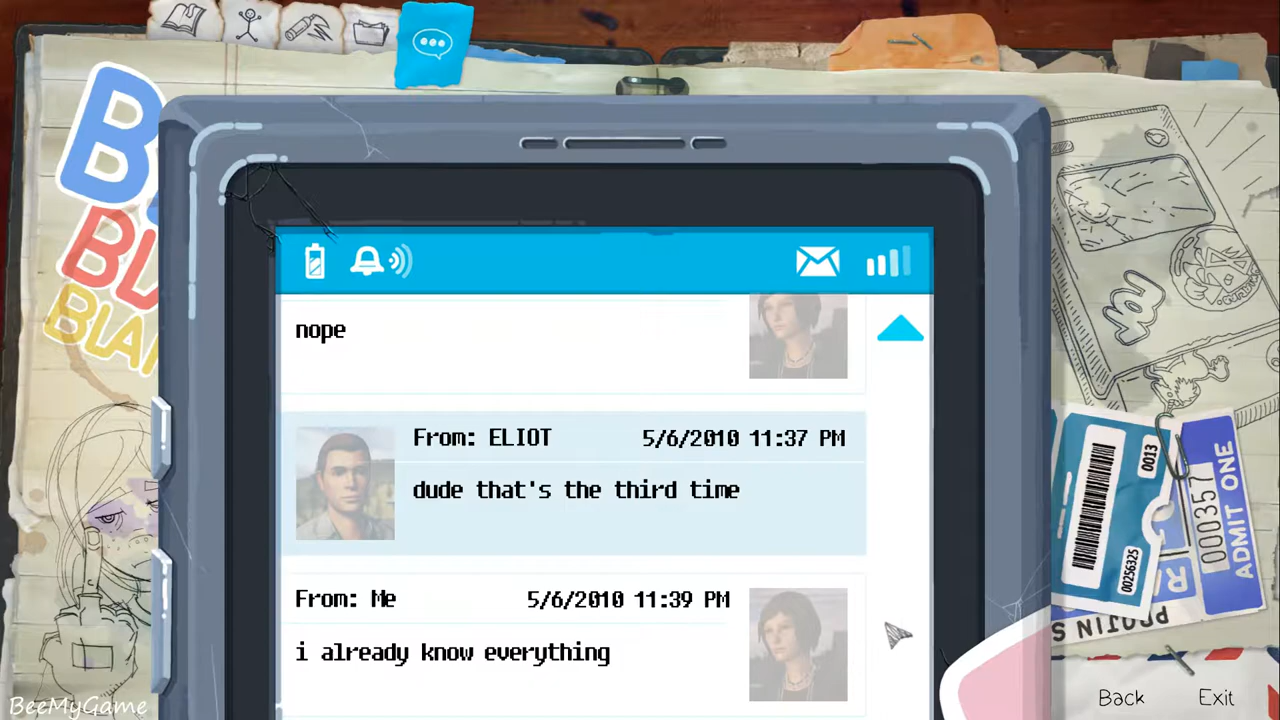 nope
From: ELIOT 5/6/2010 11:37 PM
dude that's the third time
From: Me 5/6/2010 11:39 PM
i already know everything
0013
00256325
000357
ADMIT ONE
Back
Exit
BeeMyGame